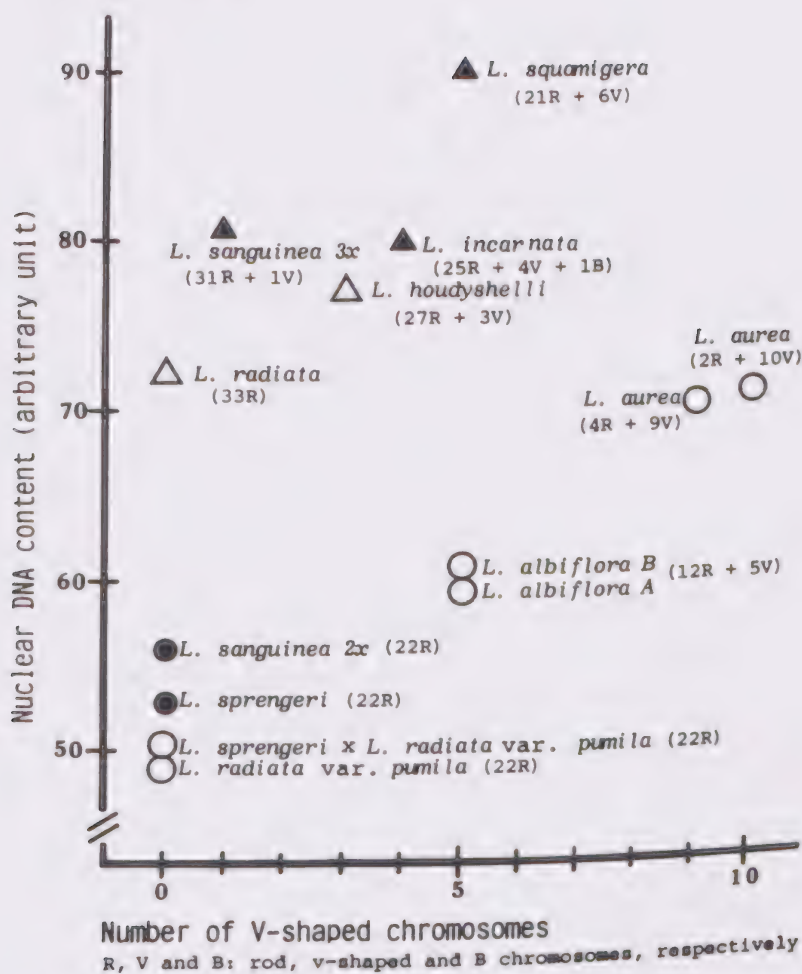 Nuclear DNA content (arbitrary unit)
90
80
70
60
50
L. squamigera
(21R + 6V)
L. sanguinea 3x
(31R + 1V)
L. incarnata
(25R + 4V + 1B)
L. houdyshelli
(27R + 3V)
L. radiata
(33R)
L. aurea
(2R + 10V)
L. aurea
(4R + 9V)
L. albiflora B (12R + 5V)
L. albiflora A
L. sanguinea 2x (22R)
L. sprengeri (22R)
L. sprengeri x L. radiata var. pumila (22R)
L. radiata var. pumila (22R)
0 5 10
Number of V-shaped chromosomes
R, V and B: rod, v-shaped and B chromosomes, respectively